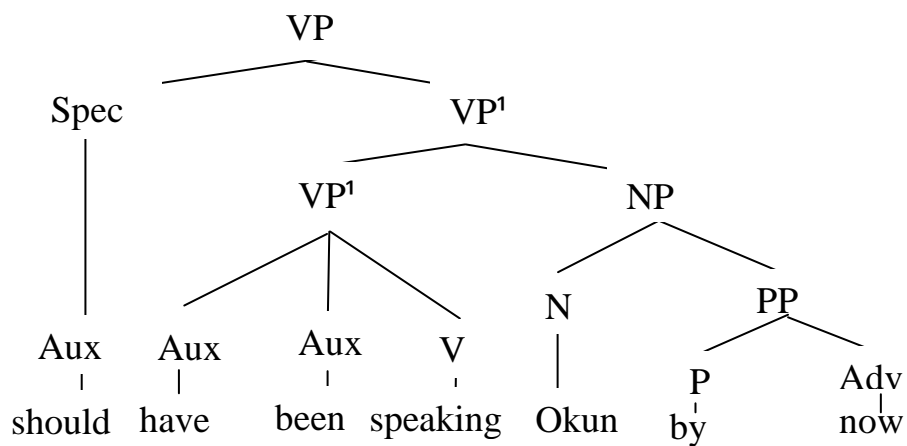 VP
Spec VP¹
VP¹ NP
N PP
Aux Aux Aux V P Adv
should have been speaking Okun by now